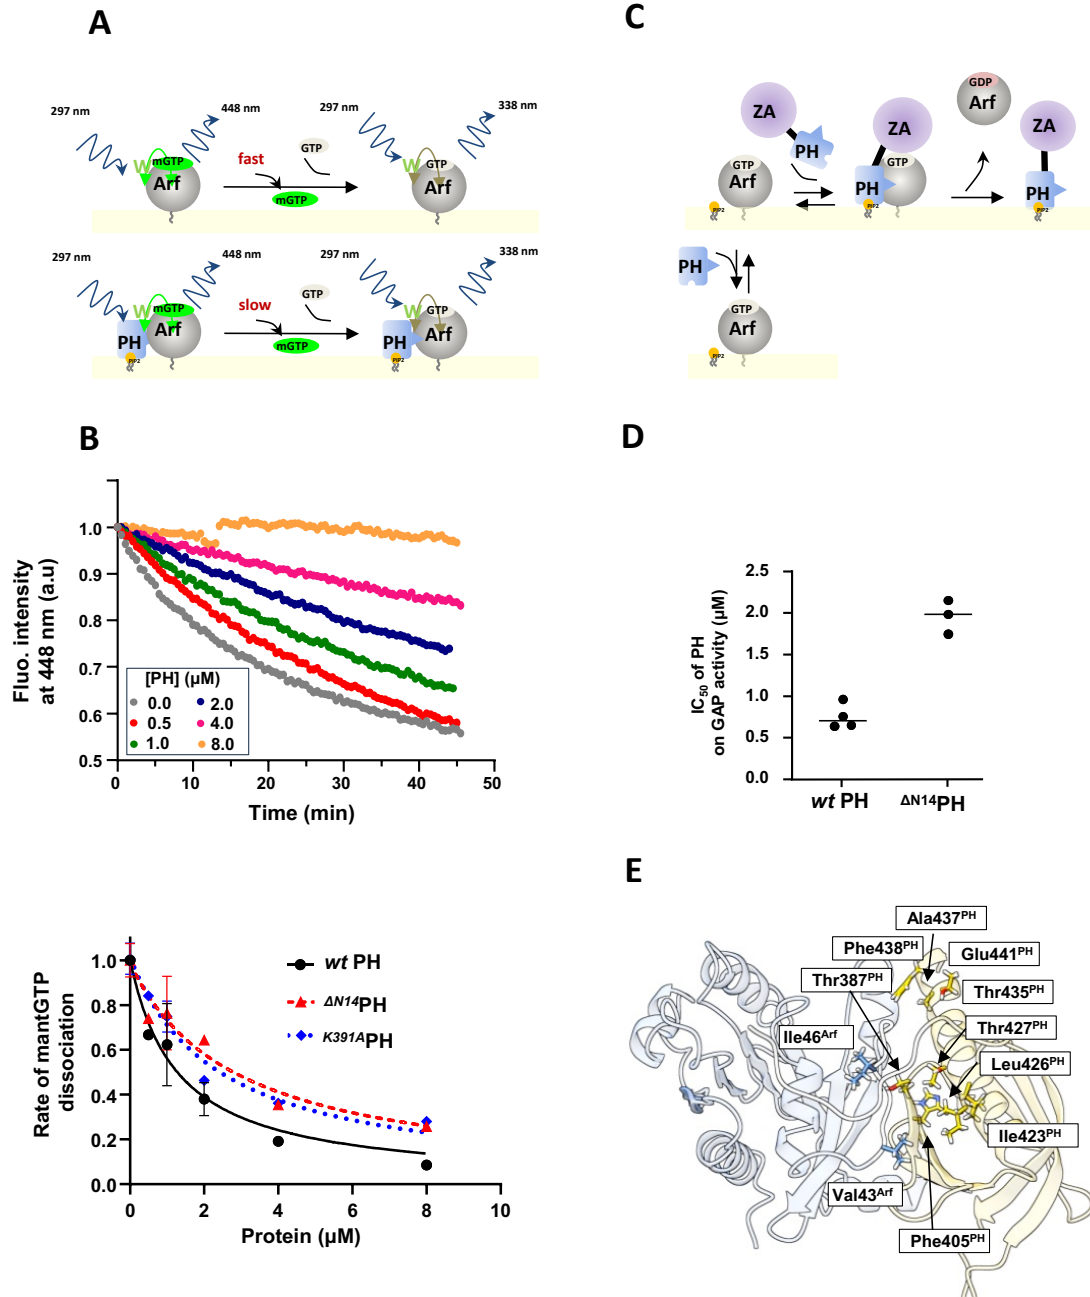 A
297 nm
448 nm
297 nm
338 nm
W
mGTP
Arf
fast
GTP
mGTP
W
GTP
Arf
297 nm
448 nm
297 nm
338 nm
W
mGTP
PH
Arf
PIP2
slow
GTP
mGTP
W
GTP
PH
Arf
PIP2
C
ZA
PH
GTP
Arf
PIP2
ZA
GTP
PH
PIP2
GDP
Arf
ZA
PH
PIP2
PH
GTP
Arf
PIP2
B
Fluo. intensity
at 448 nm (a.u)
1.0
0.9
0.8
0.7
0.6
0.5
[PH] (µM)
0.0 2.0
0.5 4.0
1.0 8.0
0 10 20 30 40 50
Time (min)
D
IC50 of PH
on GAP activity (µM)
2.5
2.0
1.5
1.0
0.5
0.0
wt PH ΔN14PH
Rate of mantGTP
dissociation
1.0
0.8
0.6
0.4
0.2
0.0
wt PH
ΔN14PH
K391APH
0 2 4 6 8 10
Protein (µM)
E
Ala437PH
Phe438PH
Glu441PH
Thr387PH
Thr435PH
Ile46Arf
Thr427PH
Leu426PH
Ile423PH
Val43Arf
Phe405PH